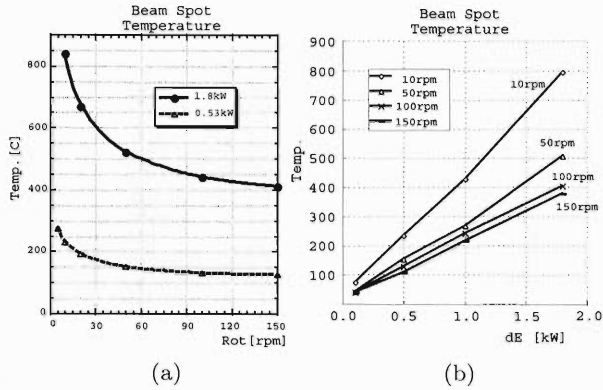 Beam Spot
Temperature
800
600
400
200
0
Temp.[C]
1.8kW
0.53kW
0 30 60 90 120 150
Rot[rpm]
(a)
Beam Spot
Temperature
900
800
700
600
500
400
300
200
100
Temp.
10rpm
50rpm
100rpm
150rpm
10rpm
50rpm
100rpm
150rpm
0.0 0.5 1.0 1.5 2.0
dE [kW]
(b)